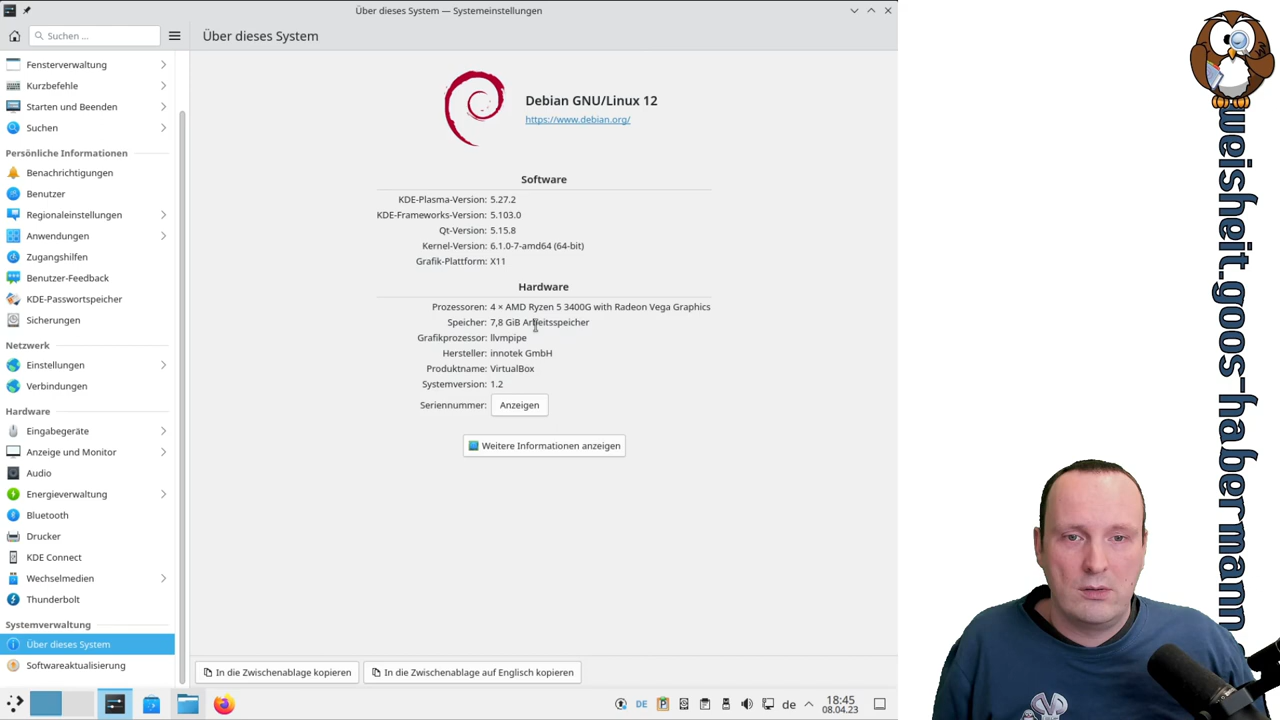 Über dieses System — Systemeinstellungen
Suchen ...
Über dieses System
Fensterverwaltung
Kurzbefehle
Starten und Beenden
Suchen
Persönliche Informationen
Benachrichtigungen
Benutzer
Regionaleinstellungen
Anwendungen
Zugangshilfen
Benutzer-Feedback
KDE-Passwortspeicher
Sicherungen
Netzwerk
Einstellungen
Verbindungen
Hardware
Eingabegeräte
Anzeige und Monitor
Audio
Energieverwaltung
Bluetooth
Drucker
KDE Connect
Wechselmedien
Thunderbolt
Systemverwaltung
Über dieses System
Softwareaktualisierung
Debian GNU/Linux 12
https://www.debian.org/
Software
KDE-Plasma-Version: 5.27.2
KDE-Frameworks-Version: 5.103.0
Qt-Version: 5.15.8
Kernel-Version: 6.1.0-7-amd64 (64-bit)
Grafik-Plattform: X11
Hardware
Prozessoren: 4 × AMD Ryzen 5 3400G with Radeon Vega Graphics
Speicher: 7,8 GiB Arbeitsspeicher
Grafikprozessor: llvmpipe
Hersteller: innotek GmbH
Produktname: VirtualBox
Systemversion: 1.2
Seriennummer: Anzeigen
Weitere Informationen anzeigen
In die Zwischenablage kopieren
In die Zwischenablage auf Englisch kopieren
DE
de
18:45
08.04.23